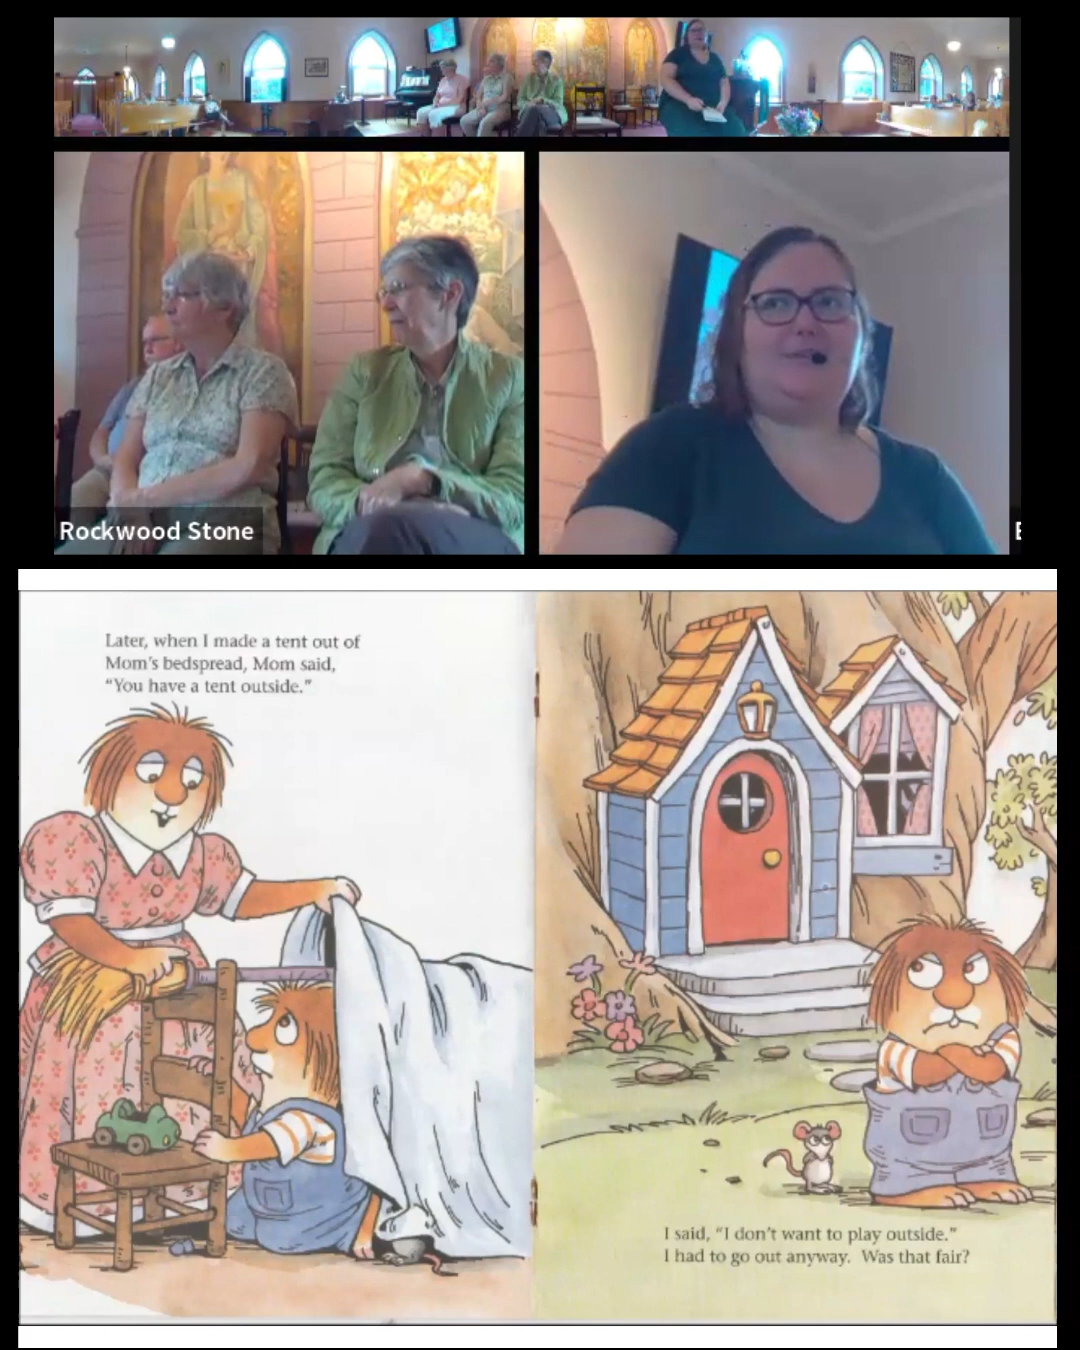 Rockwood Stone
Later, when I made a tent out of
Mom's bedspread, Mom said,
"You have a tent outside."
I said, "I don't want to play outside."
I had to go out anyway.  Was that fair?